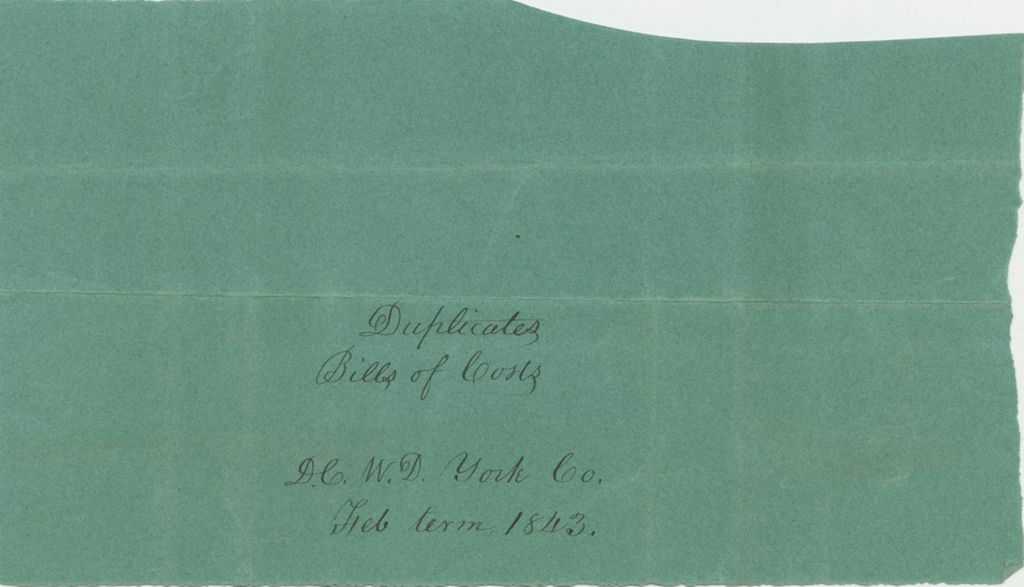 Duplicates
Bills of Costs
D.C. W.D. York Co.
Feb term, 1843.